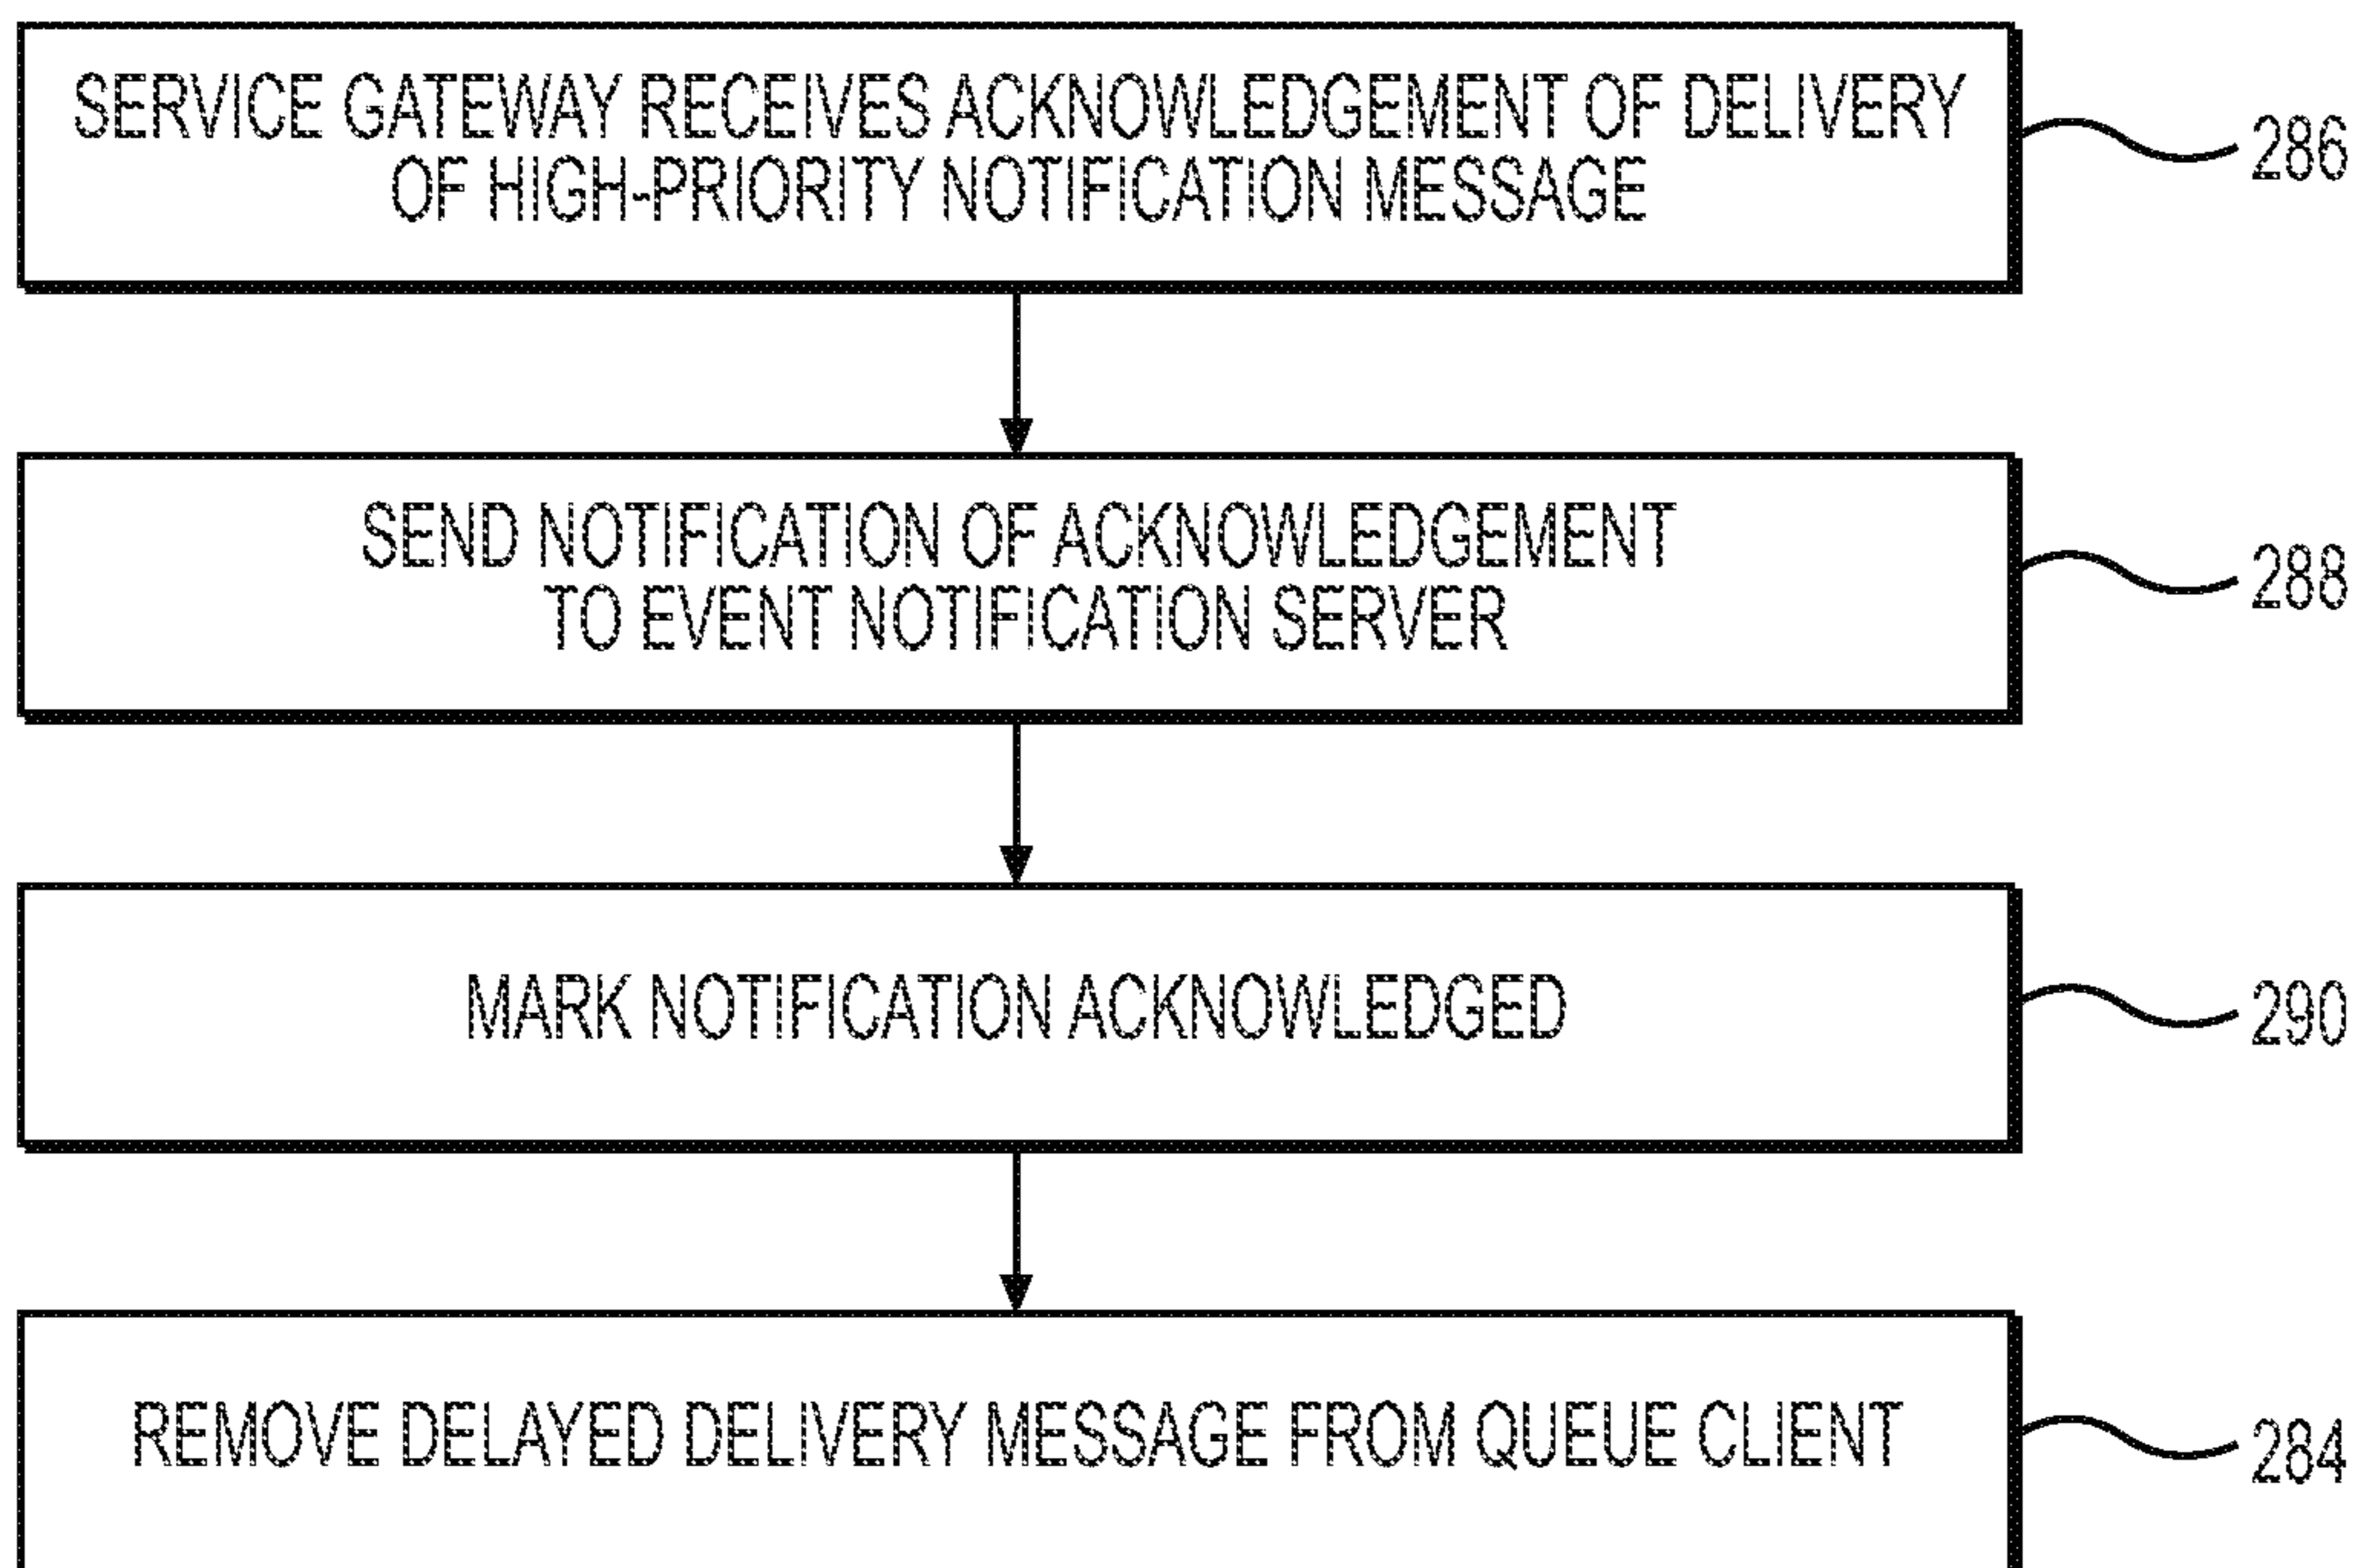 SERVICE GATEWAY RECEIVES ACKNOWLEDGEMENT OF DELIVERY
OF HIGH-PRIORITY NOTIFICATION MESSAGE
286
SEND NOTIFICATION OF ACKNOWLEDGEMENT
TO EVENT NOTIFICATION SERVER
288
MARK NOTIFICATION ACKNOWLEDGED
290
REMOVE DELAYED DELIVERY MESSAGE FROM QUEUE CLIENT
284